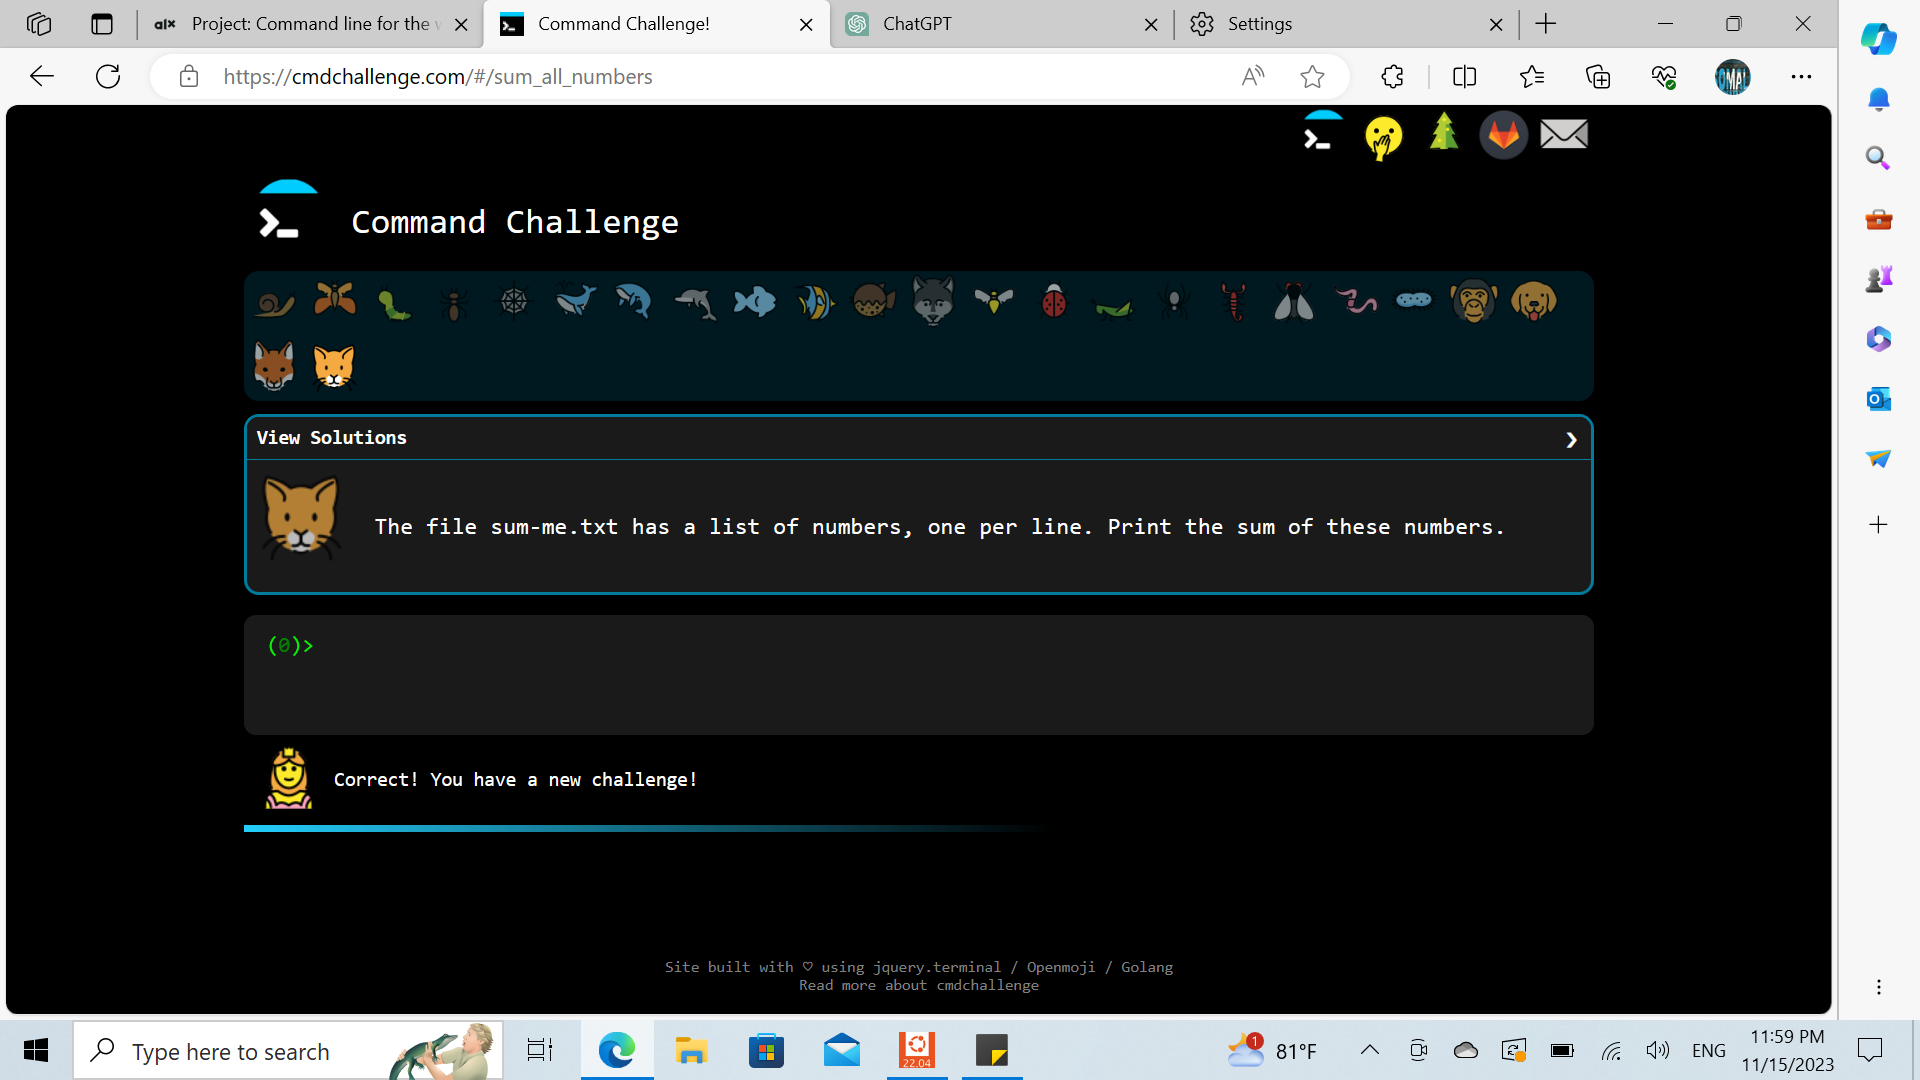 alx Project: Command line for the w
Command Challenge!
ChatGPT
Settings
https://cmdchallenge.com/#/sum_all_numbers
Command Challenge
View Solutions
The file sum-me.txt has a list of numbers, one per line. Print the sum of these numbers.
(0)>
Correct! You have a new challenge!
Site built with ♡ using jquery.terminal / Openmoji / Golang
Read more about cmdchallenge
Type here to search
22.04
1
81°F
ENG
11:59 PM
11/15/2023